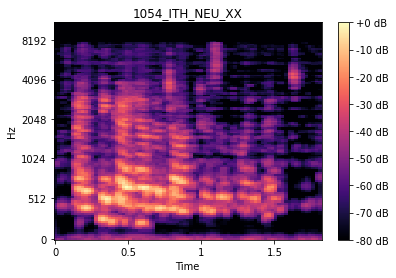 1054_ITH_NEU_XX
+0 dB
8192
-10 dB
4096
-20 dB
-30 dB
2048
Hz
-40 dB
1024
-50 dB
512
-60 dB
-70 dB
0
-80 dB
0
0.5
1
1.5
Time